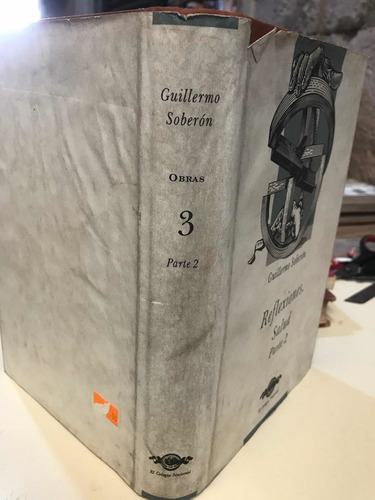 Guillermo
Soberón
OBRAS
3
Parte 2
El Colegio Nacional
Guillermo Soberón
Reflexiones.
Salud
Parte 2